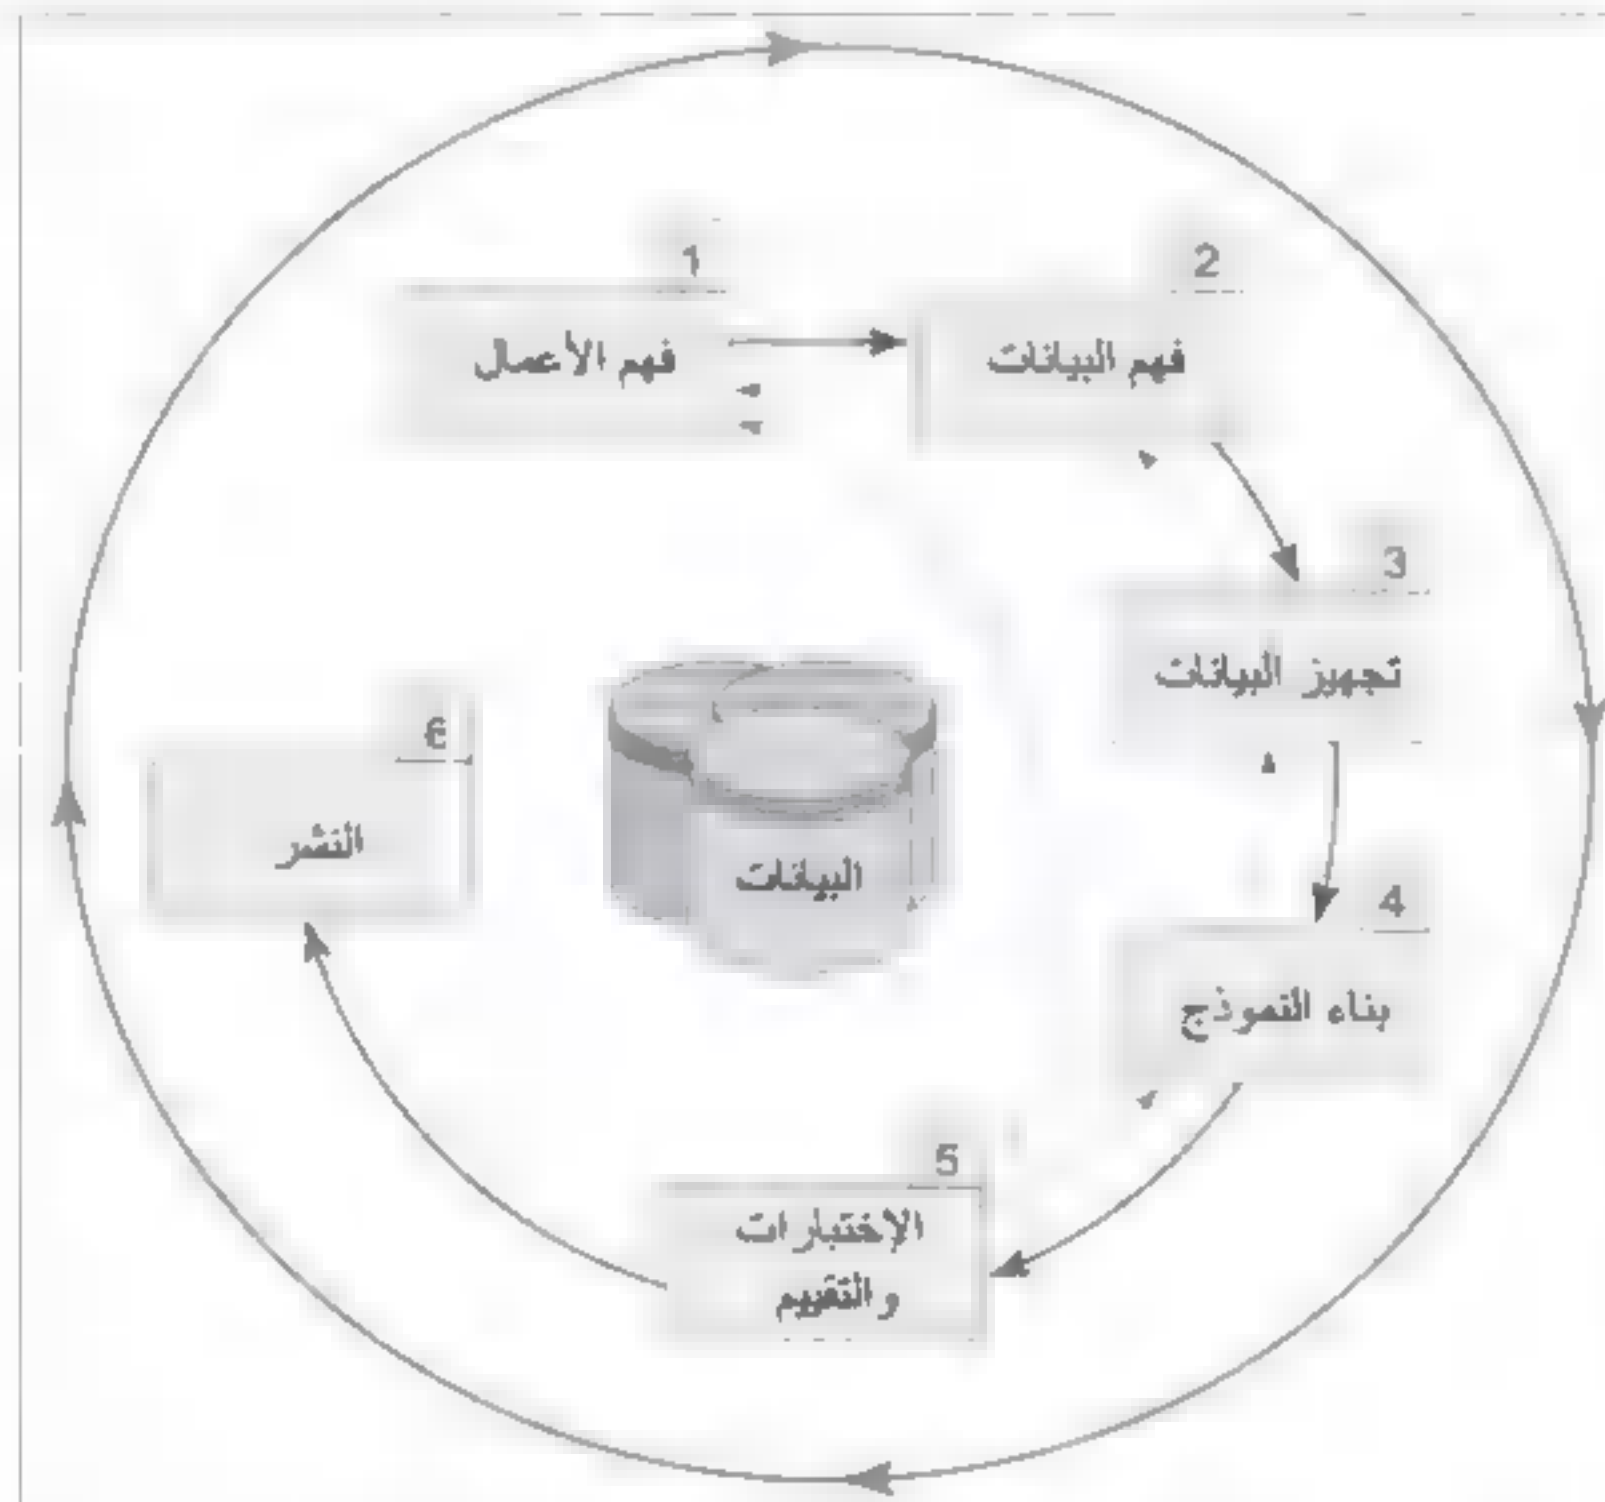 1
فهم الأعمال
2
فهم البيانات
3
تجهيز البيانات
4
بناء النموذج
5
الإختبارات
والتقييم
6
النشر
البيانات